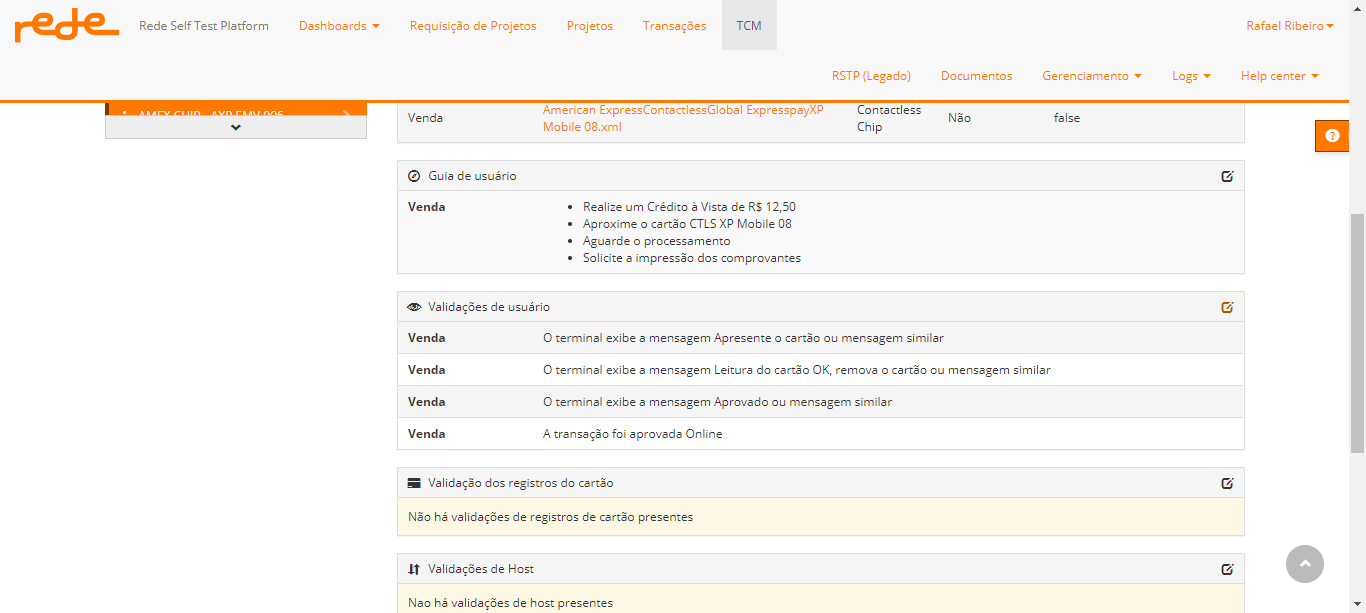 rede
Rede Self Test Platform
Dashboards
Requisição de Projetos
Projetos
Transações
TCM
Rafael Ribeiro
RSTP (Legado)
Documentos
Gerenciamento
Logs
Help center
AMEX CHIP - AXP EMV 006
Venda
American ExpressContactlessGlobal ExpresspayXP
Mobile 08.xml
Contactless
Chip
Não
false
Guia de usuário
Venda
Realize um Crédito à Vista de R$ 12,50
Aproxime o cartão CTLS XP Mobile 08
Aguarde o processamento
Solicite a impressão dos comprovantes
Validações de usuário
Venda
O terminal exibe a mensagem Apresente o cartão ou mensagem similar
Venda
O terminal exibe a mensagem Leitura do cartão OK, remova o cartão ou mensagem similar
Venda
O terminal exibe a mensagem Aprovado ou mensagem similar
Venda
A transação foi aprovada Online
Validação dos registros do cartão
Não há validações de registros de cartão presentes
Validações de Host
Nao há validações de host presentes